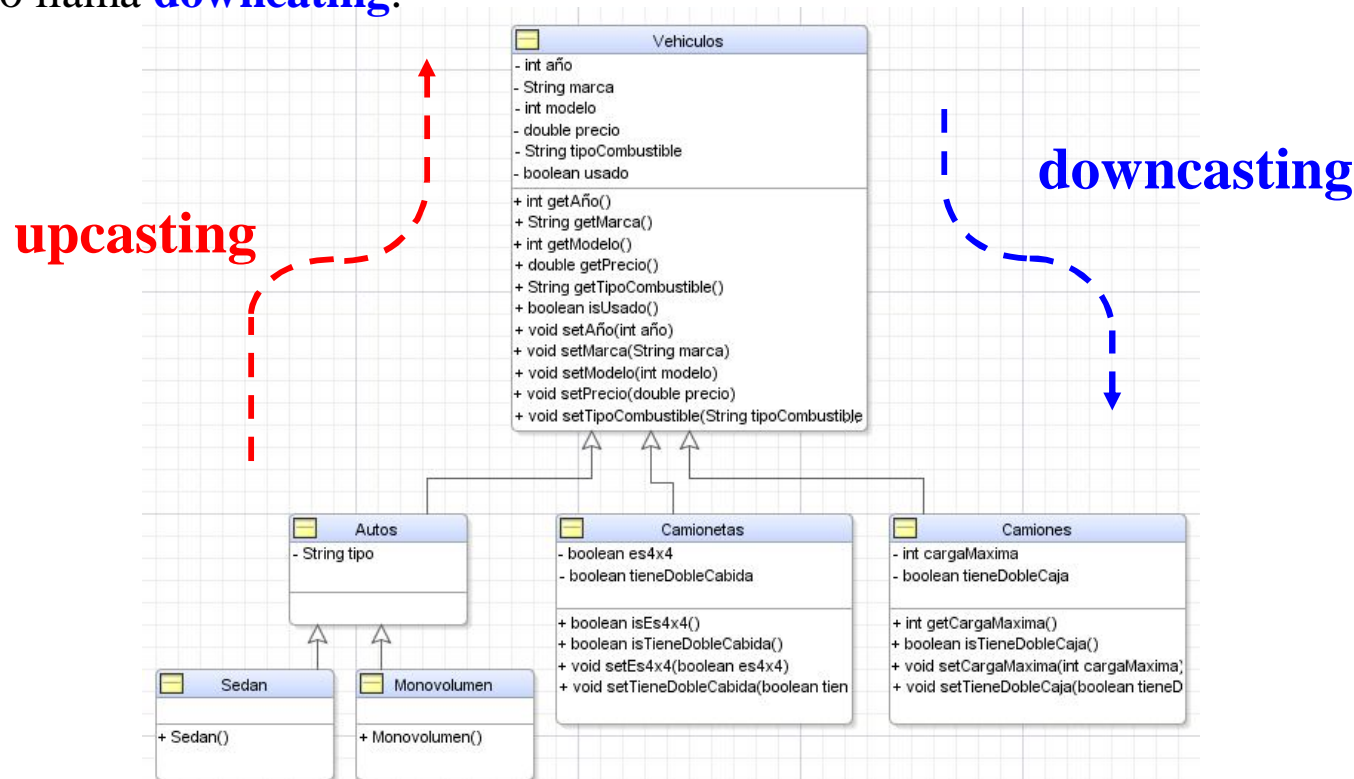 downcating.
Vehiculos
- int año
- String marca
- int modelo
- double precio
- String tipoCombustible
- boolean usado
+ int getAño()
+ String getMarca()
+ int getModelo()
+ double getPrecio()
+ String getTipoCombustible()
+ boolean isUsado()
+ void setAño(int año)
+ void setMarca(String marca)
+ void setModelo(int modelo)
+ void setPrecio(double precio)
+ void setTipoCombustible(String tipoCombustible
upcasting
downcasting
Autos
- String tipo
Camionetas
- boolean es4x4
- boolean tieneDobleCabida
+ boolean isEs4x4()
+ boolean isTieneDobleCabida()
+ void setEs4x4(boolean es4x4)
+ void setTieneDobleCabida(boolean tien
Camiones
- int cargaMaxima
- boolean tieneDobleCaja
+ int getCargaMaxima()
+ boolean isTieneDobleCaja()
+ void setCargaMaxima(int cargaMaxima)
+ void setTieneDobleCaja(boolean tieneD
Sedan
+ Sedan()
Monovolumen
+ Monovolumen()